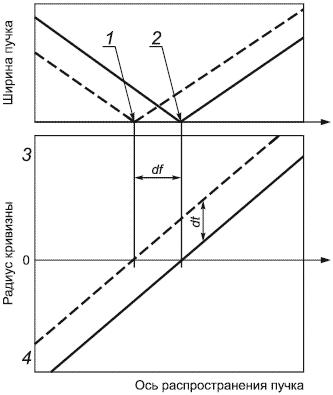 Ширина пучка
1
2
Радиус кривизны
3
df
dt
0
4
Ось распространения пучка